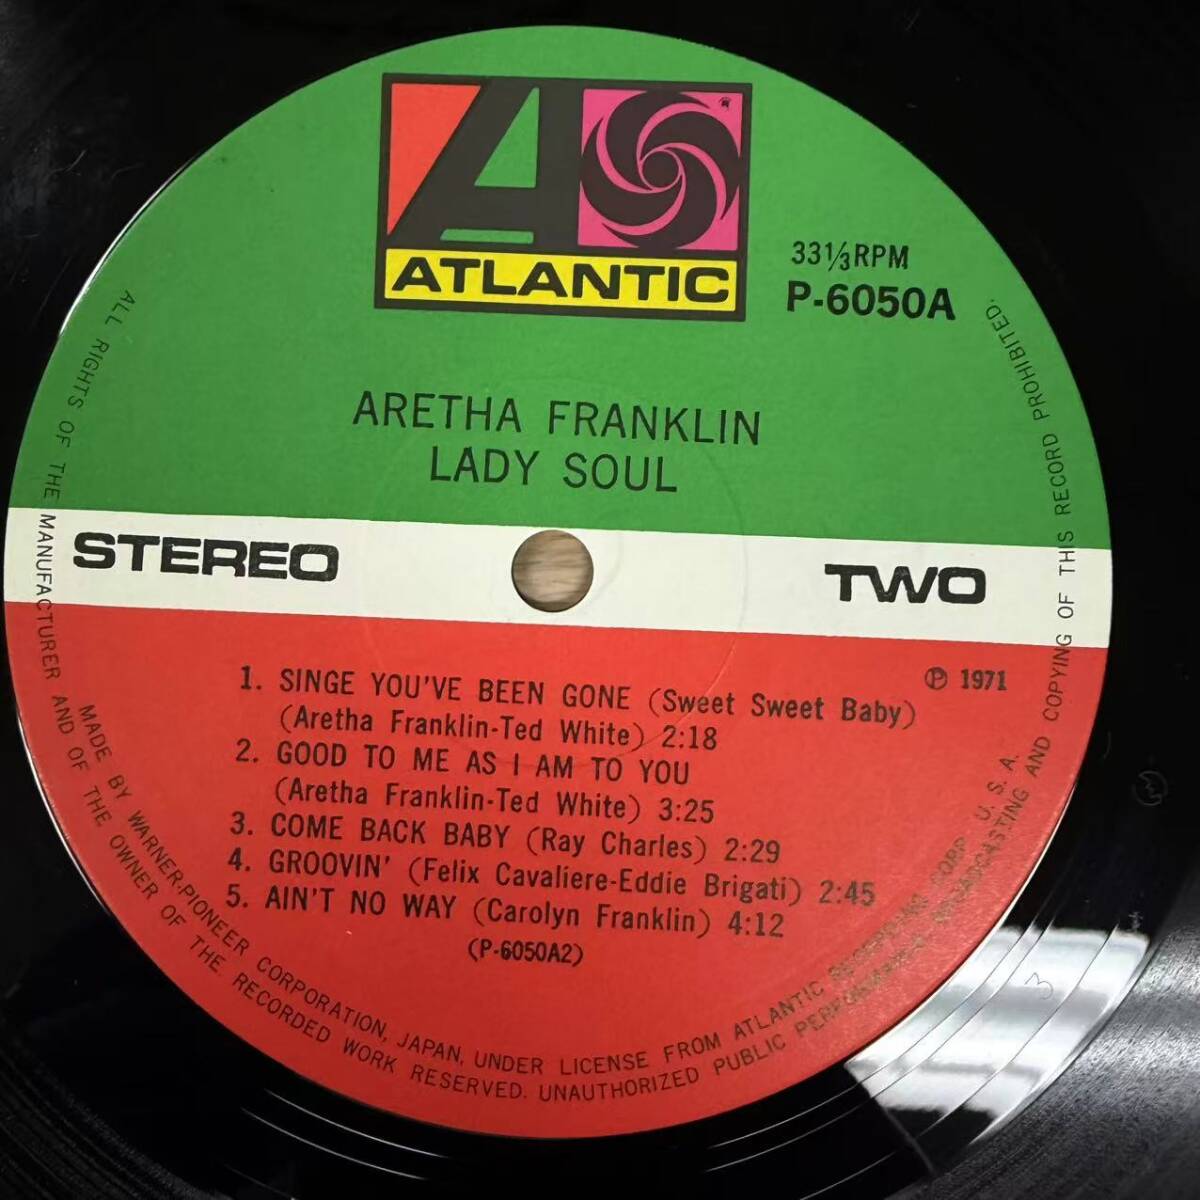 ATLANTIC
33⅓RPM
P-6050A
ARETHA FRANKLIN
LADY SOUL
STEREO
TWO
℗ 1971
1. SINGE YOU'VE BEEN GONE (Sweet Sweet Baby)
(Aretha Franklin-Ted White) 2:18
2. GOOD TO ME AS I AM TO YOU
(Aretha Franklin-Ted White) 3:25
3. COME BACK BABY (Ray Charles) 2:29
4. GROOVIN' (Felix Cavaliere-Eddie Brigati) 2:45
5. AIN'T NO WAY (Carolyn Franklin) 4:12
(P-6050A2)
MADE BY WARNER-PIONEER CORPORATION, JAPAN, UNDER LICENSE FROM ATLANTIC RECORDING CORP. U. S. A.
ALL RIGHTS OF THE MANUFACTURER AND OF THE OWNER OF THE RECORDED WORK RESERVED. UNAUTHORIZED PUBLIC PERFORMANCE BROADCASTING AND COPYING OF THIS RECORD PROHIBITED.
3